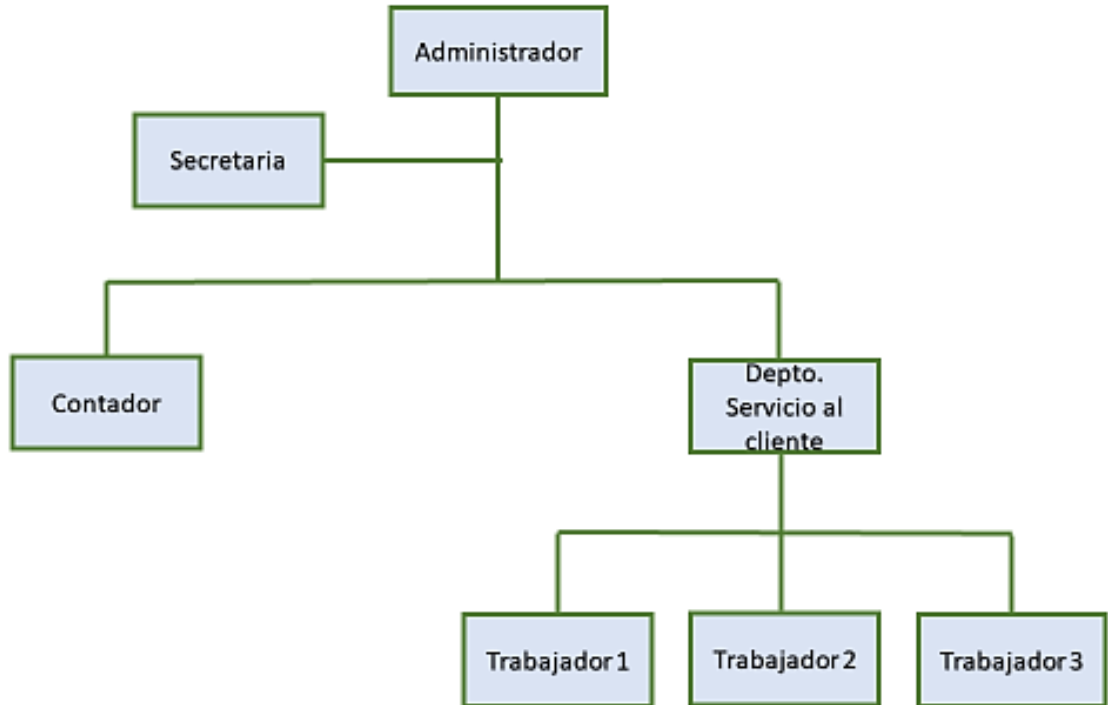 Administrador
Secretaria
Contador
Depto.
Servicio al
cliente
Trabajador 1
Trabajador 2
Trabajador 3